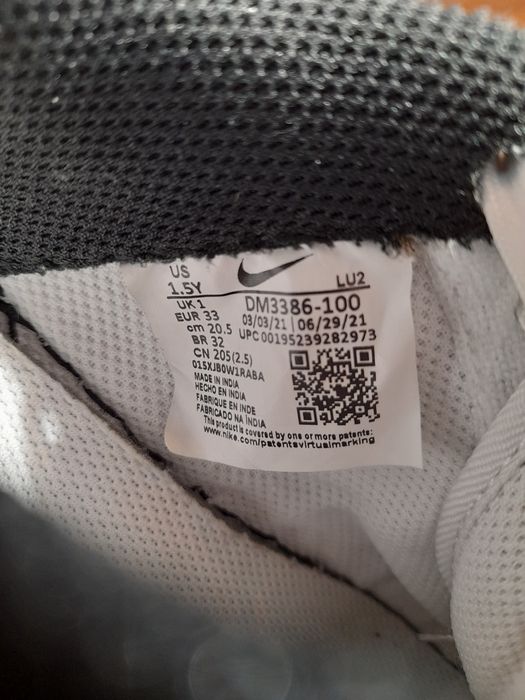 US
1.5Y
LU2
UK 1
DM3386-100
EUR 33
03/03/21 | 06/29/21
cm 20.5
UPC 00195239282973
BR 32
CN 205(2.5)
015XJB0W1RABA
MADE IN INDIA
HECHO EN INDIA
FABRIQUE EN INDE
FABRICADO NA ÍNDIA
This product is covered by one or more patents:
www.nike.com/patentsvirtualmarking